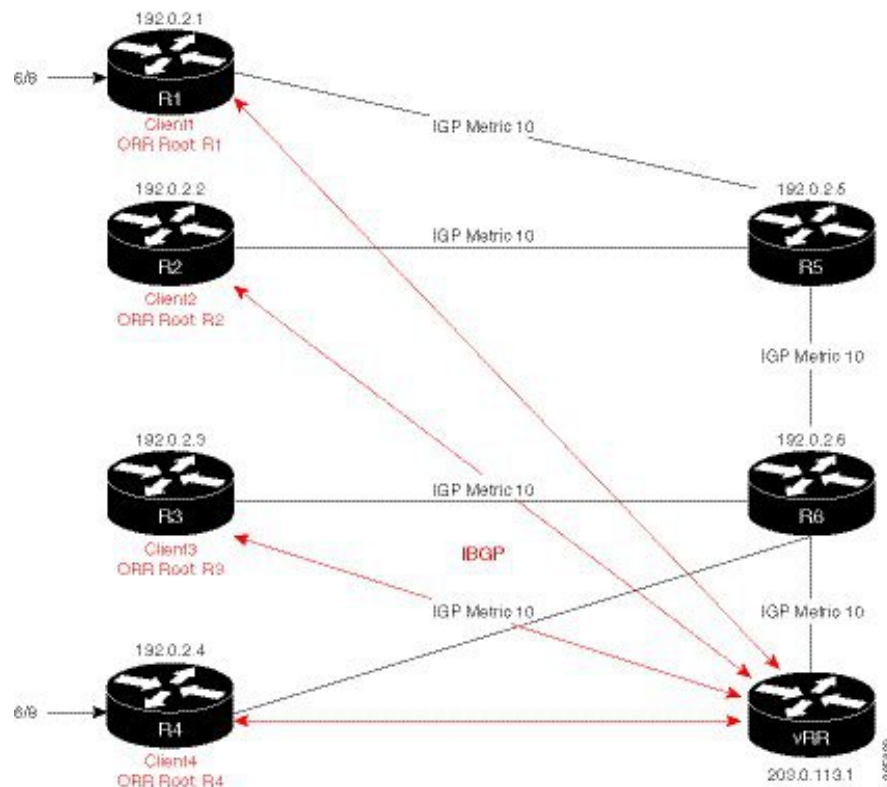 192.0.2.1
6/8
R1
Client1
ORR Root R1
IGP Metric 10
192.0.2.2
R2
Client2
ORR Root R2
IGP Metric 10
192.0.2.5
R5
IGP Metric 10
192.0.2.3
R3
Client3
ORR Root R3
IGP Metric 10
192.0.2.6
R6
IBGP
IGP Metric 10
IGP Metric 10
192.0.2.4
6/8
R4
Client4
ORR Root R4
vRR
203.0.113.1